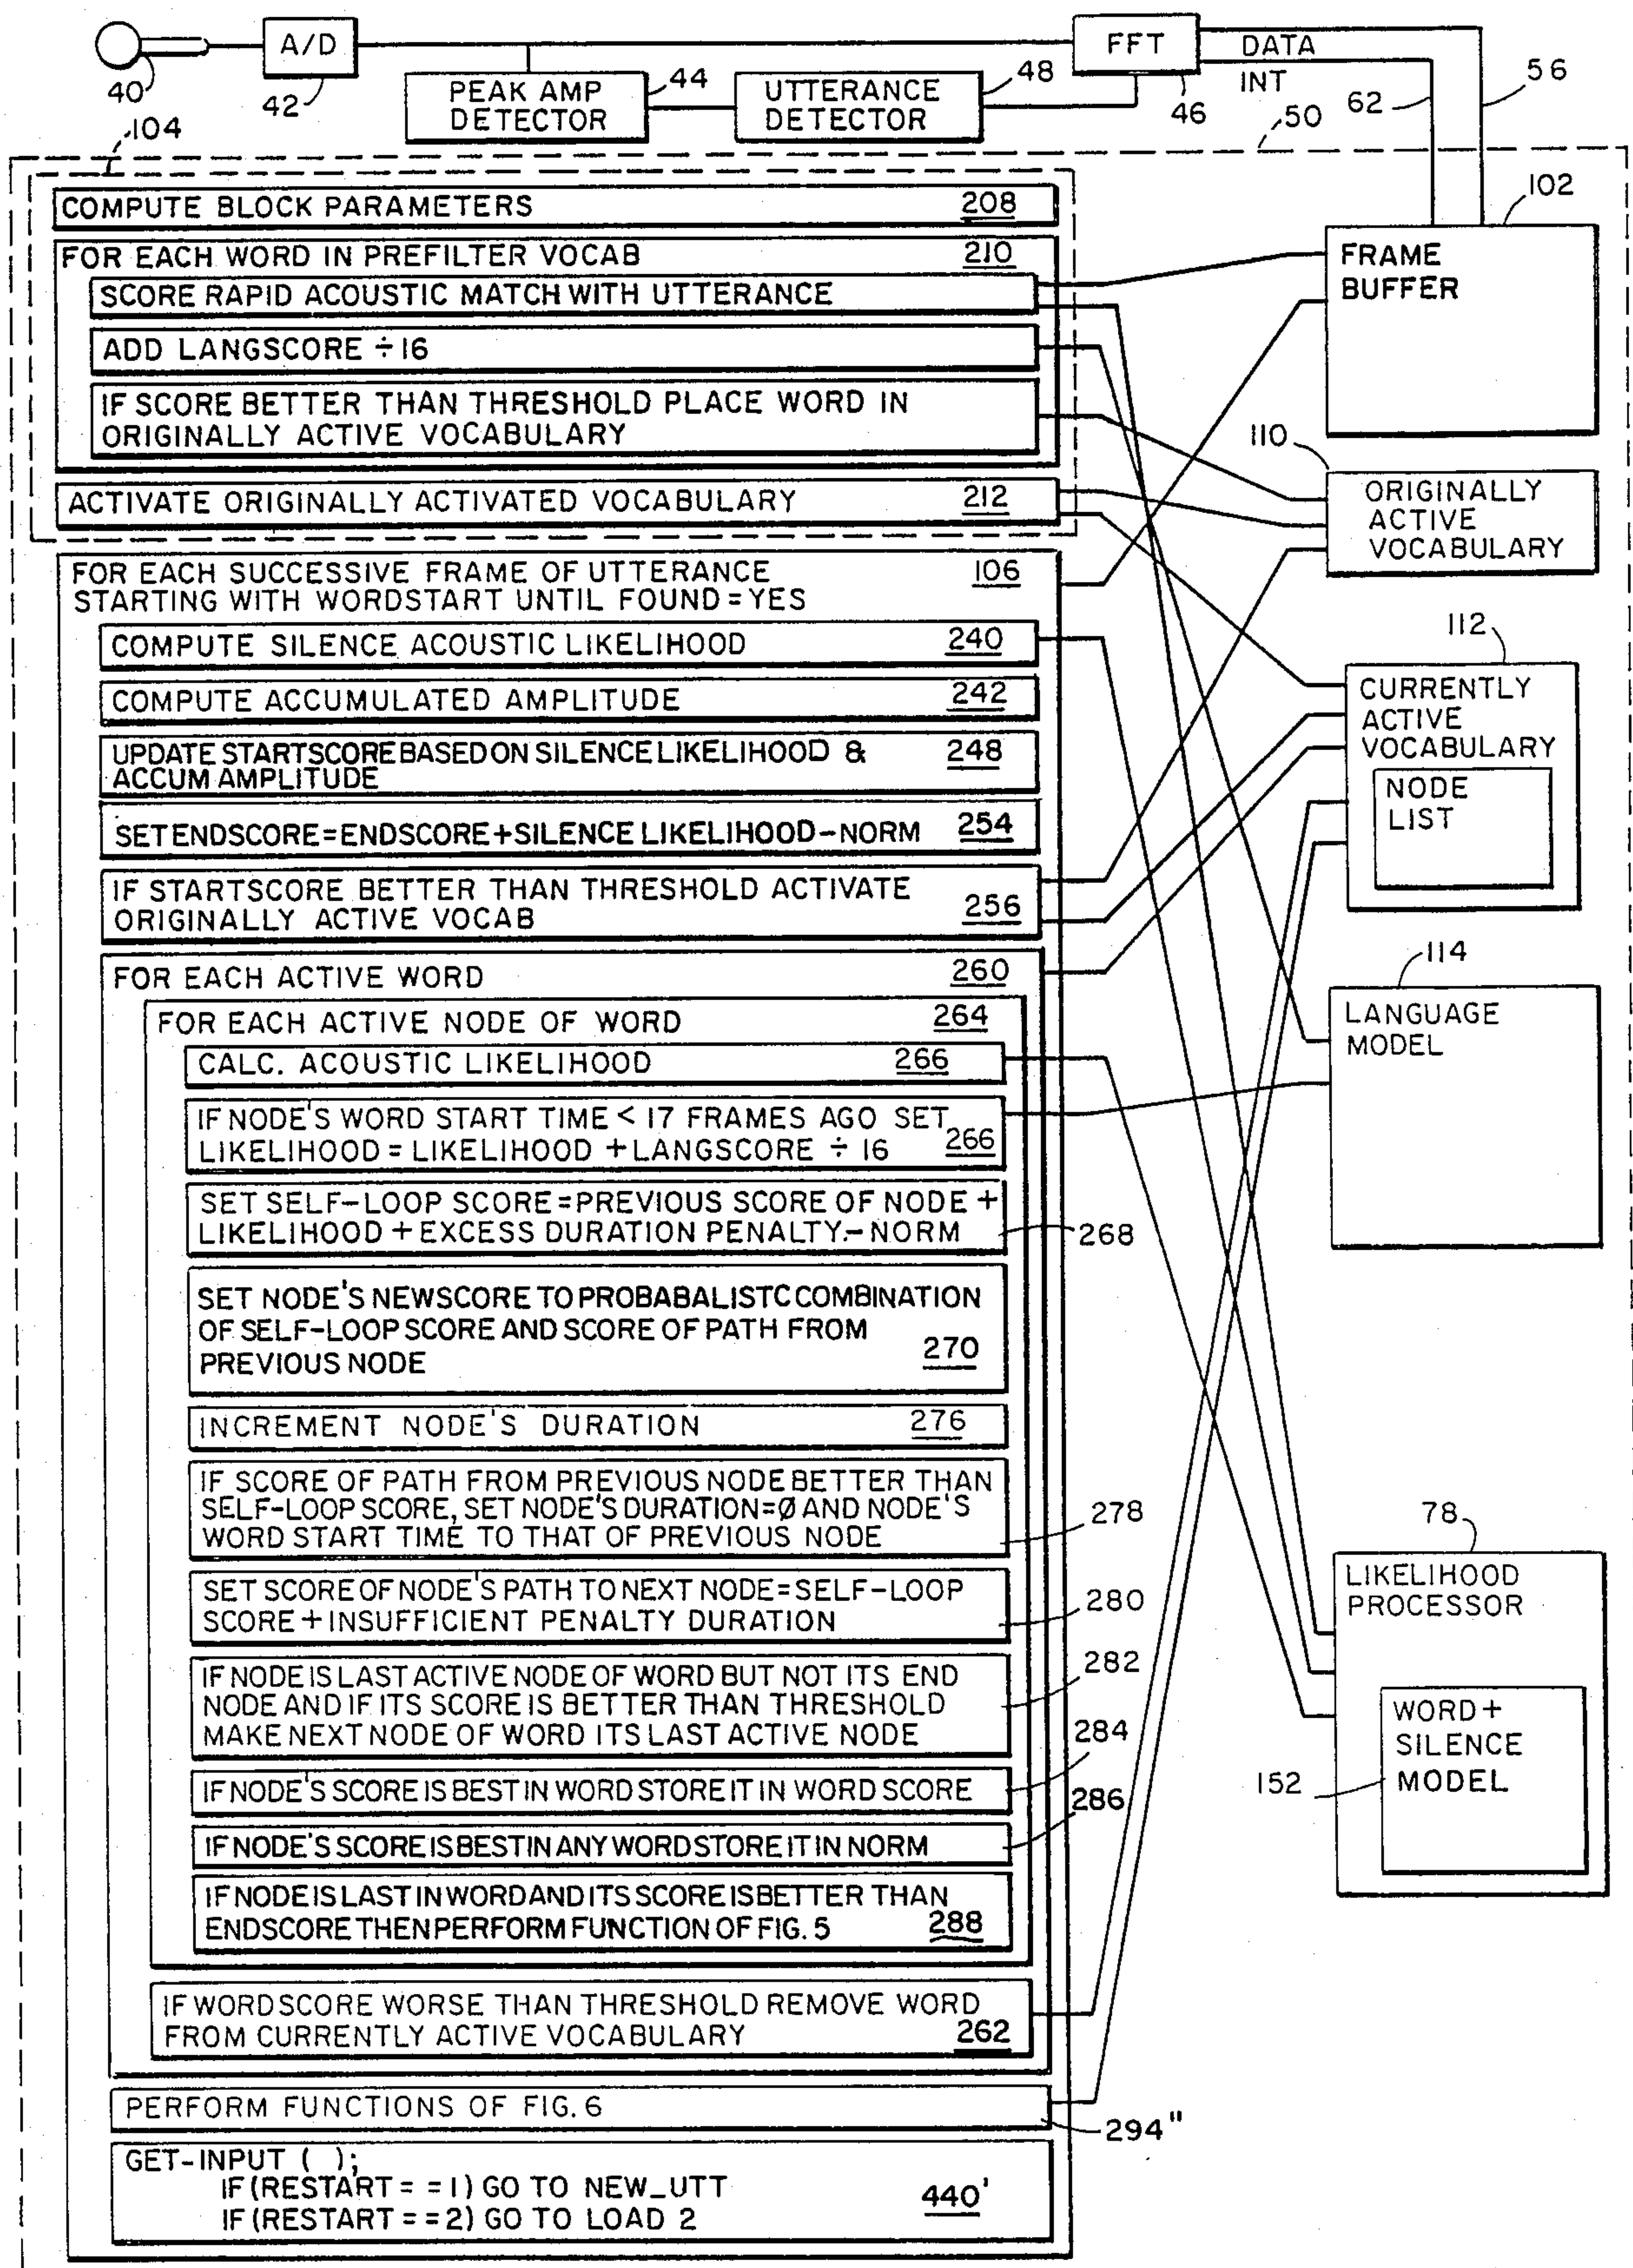 A/D
FFT
DATA
INT
40
42
PEAK AMP
DETECTOR
44
UTTERANCE
DETECTOR
48
46
62
56
104
50
COMPUTE BLOCK PARAMETERS 208
FOR EACH WORD IN PREFILTER VOCAB 210
SCORE RAPID ACOUSTIC MATCH WITH UTTERANCE
ADD LANGSCORE ÷ 16
IF SCORE BETTER THAN THRESHOLD PLACE WORD IN
ORIGINALLY ACTIVE VOCABULARY
ACTIVATE ORIGINALLY ACTIVATED VOCABULARY 212
102
FRAME
BUFFER
110
ORIGINALLY
ACTIVE
VOCABULARY
FOR EACH SUCCESSIVE FRAME OF UTTERANCE 106
STARTING WITH WORDSTART UNTIL FOUND = YES
COMPUTE SILENCE ACOUSTIC LIKELIHOOD 240
COMPUTE ACCUMULATED AMPLITUDE 242
UPDATE STARTSCORE BASED ON SILENCE LIKELIHOOD & 248
ACCUM AMPLITUDE
SET ENDSCORE = ENDSCORE + SILENCE LIKELIHOOD - NORM 254
IF STARTSCORE BETTER THAN THRESHOLD ACTIVATE
ORIGINALLY ACTIVE VOCAB 256
112
CURRENTLY
ACTIVE
VOCABULARY
NODE
LIST
FOR EACH ACTIVE WORD 260
FOR EACH ACTIVE NODE OF WORD 264
CALC. ACOUSTIC LIKELIHOOD 266
IF NODE'S WORD START TIME < 17 FRAMES AGO SET
LIKELIHOOD = LIKELIHOOD + LANGSCORE ÷ 16 266
114
LANGUAGE
MODEL
SET SELF-LOOP SCORE = PREVIOUS SCORE OF NODE +
LIKELIHOOD + EXCESS DURATION PENALTY.- NORM
268
SET NODE'S NEWSCORE TO PROBABALISTC COMBINATION
OF SELF-LOOP SCORE AND SCORE OF PATH FROM
PREVIOUS NODE 270
INCREMENT NODE'S DURATION 276
IF SCORE OF PATH FROM PREVIOUS NODE BETTER THAN
SELF-LOOP SCORE, SET NODE'S DURATION=Ø AND NODE'S
WORD START TIME TO THAT OF PREVIOUS NODE
278
SET SCORE OF NODE'S PATH TO NEXT NODE = SELF-LOOP
SCORE + INSUFFICIENT PENALTY DURATION
280
IF NODE IS LAST ACTIVE NODE OF WORD BUT NOT ITS END
NODE AND IF ITS SCORE IS BETTER THAN THRESHOLD
MAKE NEXT NODE OF WORD ITS LAST ACTIVE NODE
282
IF NODE'S SCORE IS BEST IN WORD STORE IT IN WORD SCORE
284
IF NODE'S SCORE IS BEST IN ANY WORD STORE IT IN NORM
286
IF NODE IS LAST IN WORD AND ITS SCORE IS BETTER THAN
ENDSCORE THEN PERFORM FUNCTION OF FIG. 5 288
78
LIKELIHOOD
PROCESSOR
WORD +
SILENCE
MODEL
152
IF WORDSCORE WORSE THAN THRESHOLD REMOVE WORD
FROM CURRENTLY ACTIVE VOCABULARY 262
PERFORM FUNCTIONS OF FIG. 6
294"
GET-INPUT ( );
IF (RESTART = = 1) GO TO NEW_UTT
IF (RESTART = = 2) GO TO LOAD 2
440'